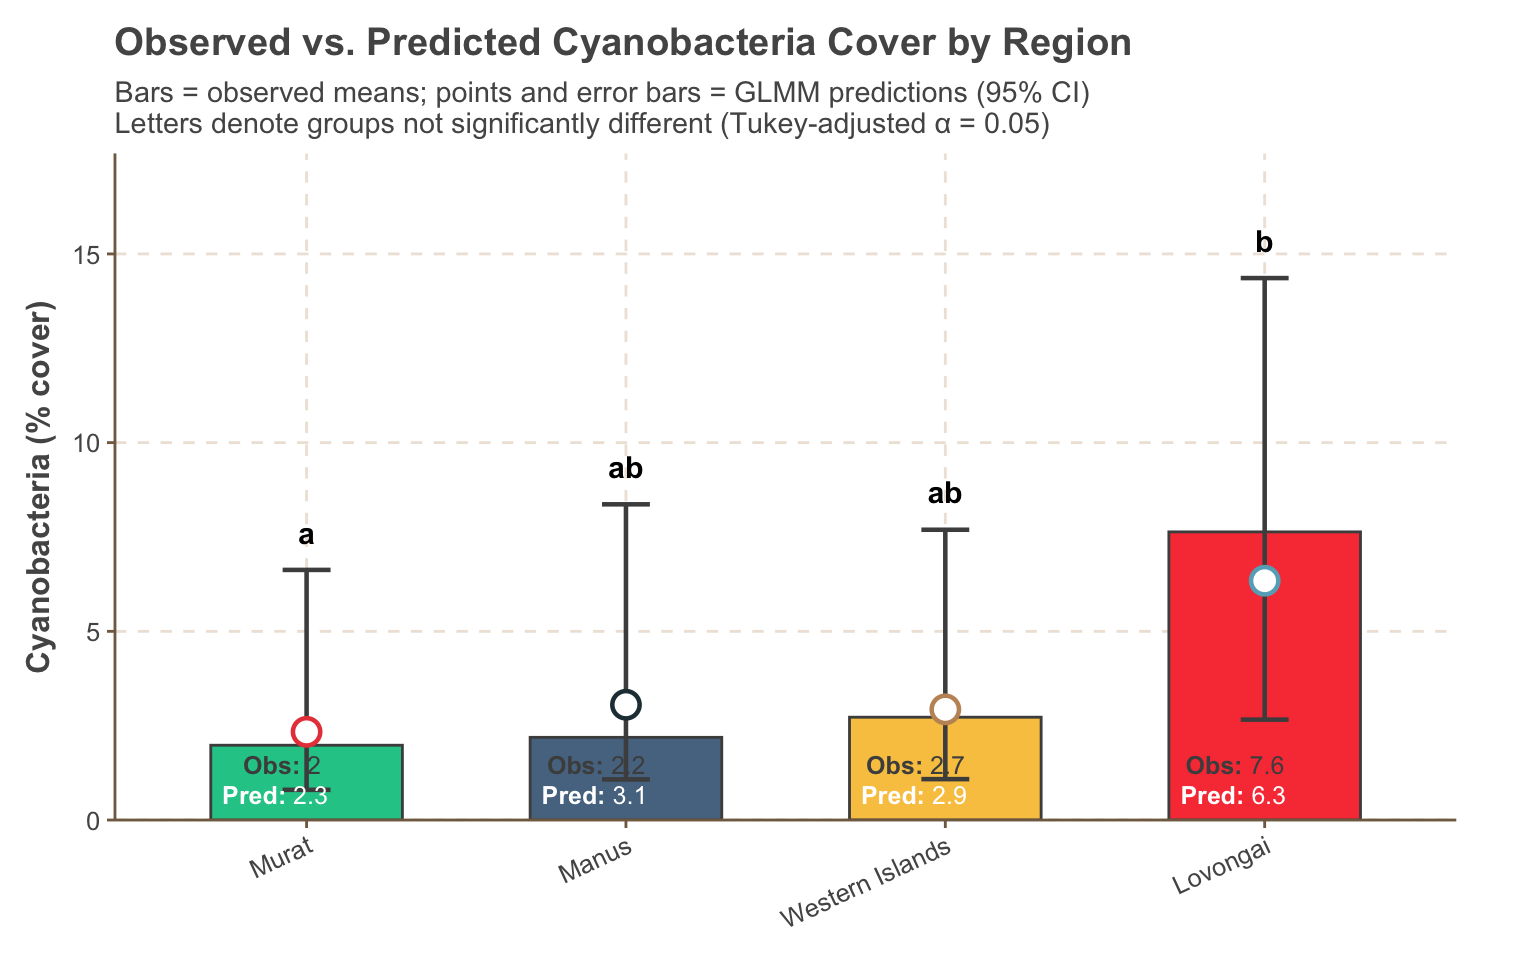 Observed vs. Predicted Cyanobacteria Cover by Region
Bars = observed means; points and error bars = GLMM predictions (95% CI)
Letters denote groups not significantly different (Tukey-adjusted α = 0.05)
Cyanobacteria (% cover)
15
10
5
0
a
ab
ab
b
Obs: 2
Pred: 2.3
Obs: 2.2
Pred: 3.1
Obs: 2.7
Pred: 2.9
Obs: 7.6
Pred: 6.3
Murat
Manus
Western Islands
Lovongai